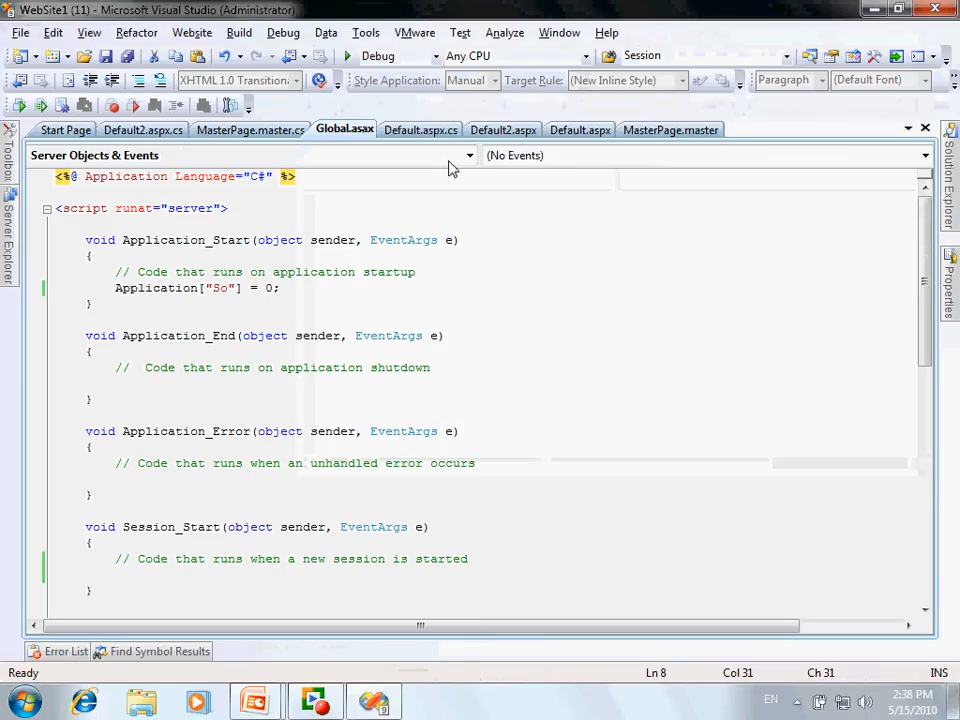 WebSite1 (11) - Microsoft Visual Studio (Administrator)
File Edit View Refactor Website Build Debug Data Tools VMware Test Analyze Window Help
Debug Any CPU Session
XHTML 1.0 Transition Style Application: Manual Target Rule: (New Inline Style) Paragraph (Default Font)
Start Page Default2.aspx.cs MasterPage.master.cs Global.asax Default.aspx.cs Default2.aspx Default.aspx MasterPage.master
Toolbox
Server Explorer
Server Objects & Events (No Events)
<%@ Application Language="C#" %>
<script runat="server">
void Application_Start(object sender, EventArgs e)
{
// Code that runs on application startup
Application["So"] = 0;
}
void Application_End(object sender, EventArgs e)
{
//  Code that runs on application shutdown
}
void Application_Error(object sender, EventArgs e)
{
// Code that runs when an unhandled error occurs
}
void Session_Start(object sender, EventArgs e)
{
// Code that runs when a new session is started
}
Solution Explorer
Properties
Error List Find Symbol Results
Ready Ln 8 Col 31 Ch 31 INS
EN 2:38 PM
5/15/2010